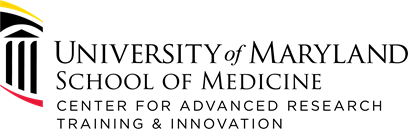 UNIVERSITY of MARYLAND
SCHOOL OF MEDICINE
CENTER FOR ADVANCED RESEARCH
TRAINING & INNOVATION